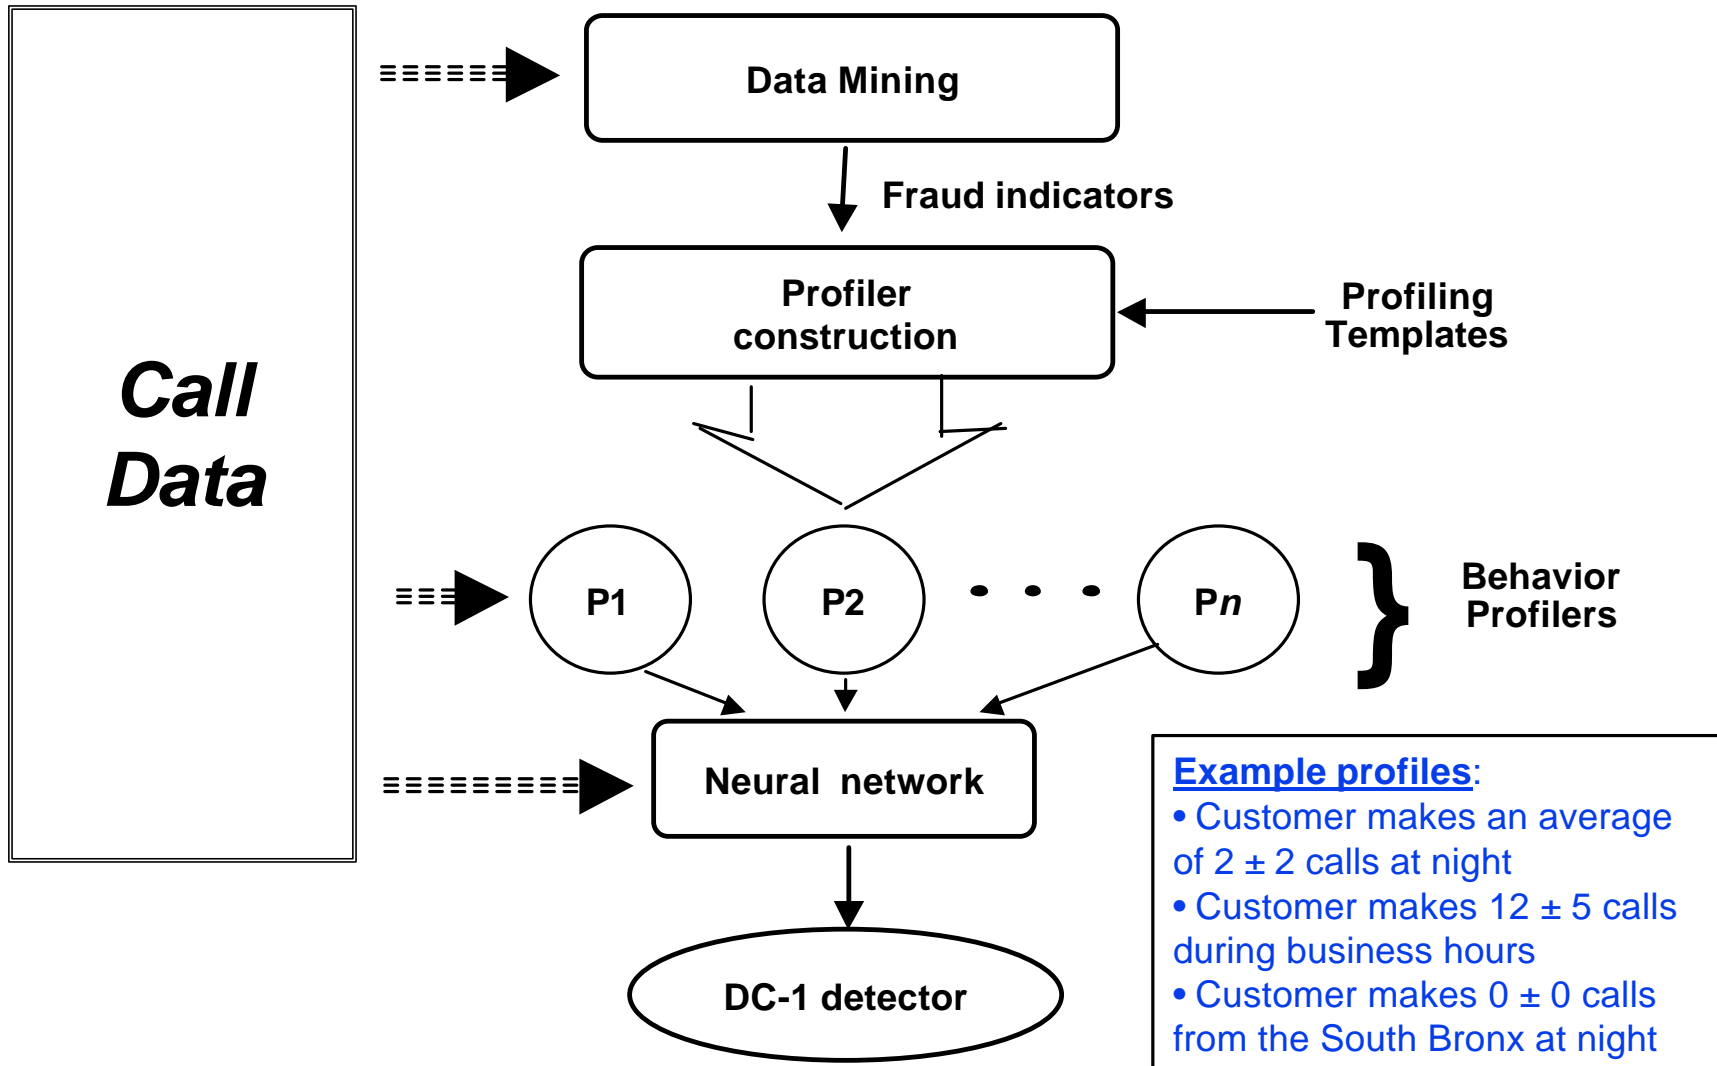 Call
Data
Data Mining
Fraud indicators
Profiler
construction
Profiling
Templates
P1
P2
• • •
Pn
}
Behavior
Profilers
Neural network
DC-1 detector
Example profiles:
• Customer makes an average
of 2 ± 2 calls at night
• Customer makes 12 ± 5 calls
during business hours
• Customer makes 0 ± 0 calls
from the South Bronx at night